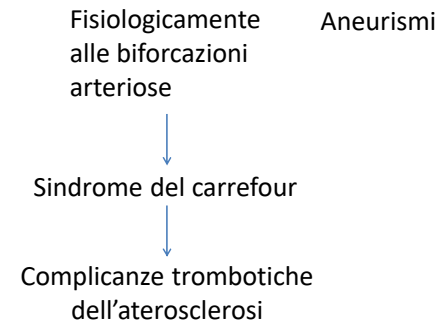 Fisiologicamente
alle biforcazioni
arteriose
Aneurismi
Sindrome del carrefour
Complicanze trombotiche
dell'aterosclerosi